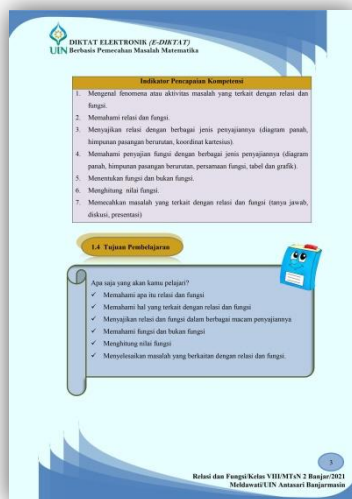 DIKTAT ELEKTRONIK (E-DIKTAT)
UIN Berbasis Pemecahan Masalah Matematika
Indikator Pencapaian Kompetensi
1. Mengenal fenomena atau aktivitas masalah yang terkait dengan relasi dan
fungsi.
2. Memahami relasi dan fungsi.
3. Menyajikan relasi dengan berbagai jenis penyajiannya (diagram panah,
himpunan pasangan berurutan, koordinat kartesius).
4. Memahami penyajian fungsi dengan berbagai jenis penyajiannya (diagram
panah, himpunan pasangan berurutan, persamaan fungsi, tabel dan grafik).
5. Menentukan fungsi dan bukan fungsi.
6. Menghitung nilai fungsi.
7. Memecahkan masalah yang terkait dengan relasi dan fungsi (tanya jawab,
diskusi, presentasi)
1.4 Tujuan Pembelajaran
Apa saja yang akan kamu pelajari?
✓ Memahami apa itu relasi dan fungsi
✓ Memahami hal yang terkait dengan relasi dan fungsi
✓ Menyajikan relasi dan fungsi dalam berbagai macam penyajiannya
✓ Memahami fungsi dan bukan fungsi
✓ Menghitung nilai fungsi
✓ Menyelesaikan masalah yang berkaitan dengan relasi dan fungsi.
3
Relasi dan Fungsi/Kelas VIII/MTsN 2 Banjar/2021
Meldawati/UIN Antasari Banjarmasin